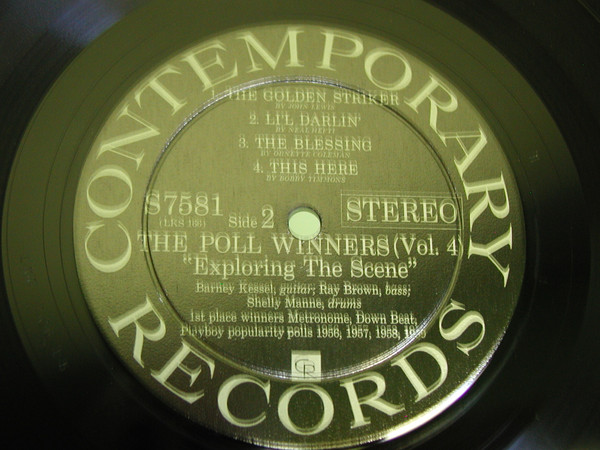 CONTEMPORARY
1. THE GOLDEN STRIKER
BY JOHN LEWIS
2. LI'L DARLIN'
BY NEAL HEFTI
3. THE BLESSING
BY ORNETTE COLEMAN
4. THIS HERE
BY BOBBY TIMMONS
S7581 Side 2 STEREO
THE POLL WINNERS (Vol. 4)
"Exploring The Scene"
Barney Kessel, guitar; Ray Brown, bass;
Shelly Manne, drums
1st place winners Metronome, Down Beat,
Playboy popularity polls 1956, 1957, 1958, 1959
CR
RECORDS